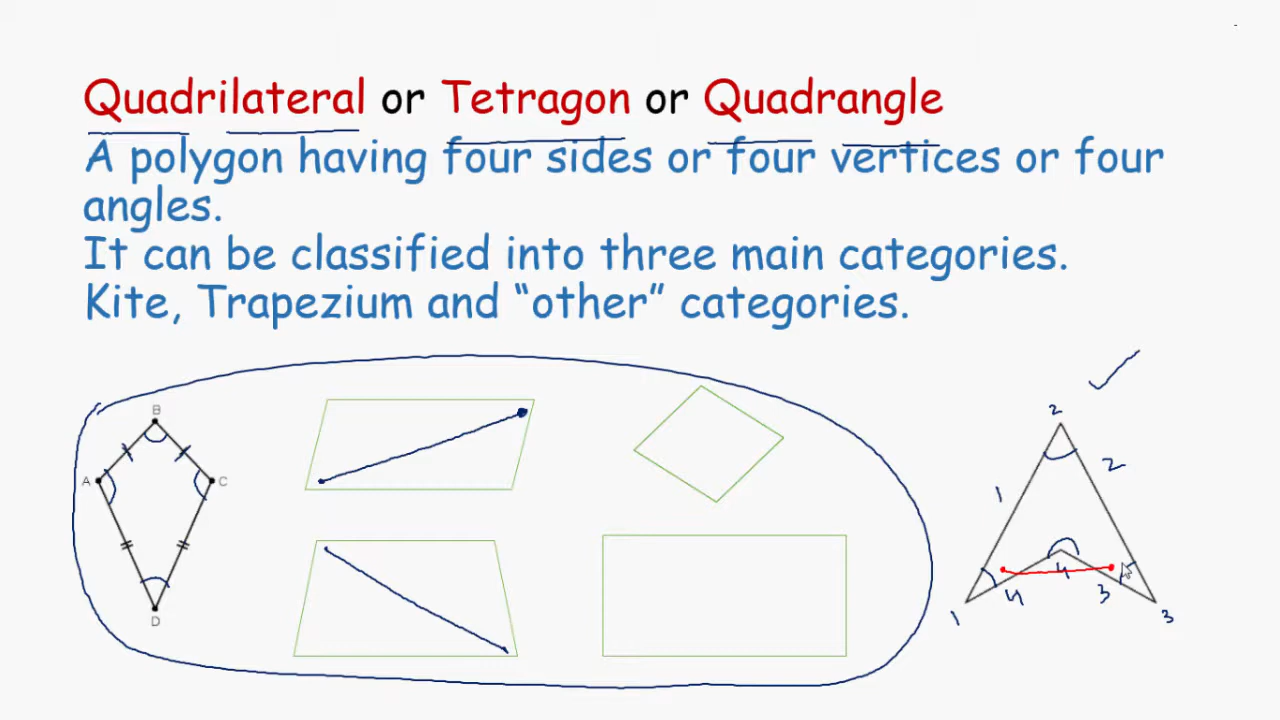 Quadrilateral or Tetragon or Quadrangle
A polygon having four sides or four vertices or four
angles.
It can be classified into three main categories.
Kite, Trapezium and “other” categories.
B
A
C
D
2
1
2
4
4
3
1
3